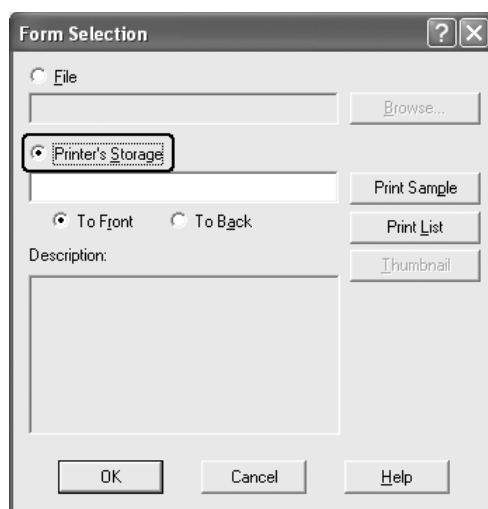 Form Selection
File
Browse...
Printer's Storage
Print Sample
To Front To Back
Print List
Description:
Thumbnail
OK Cancel Help